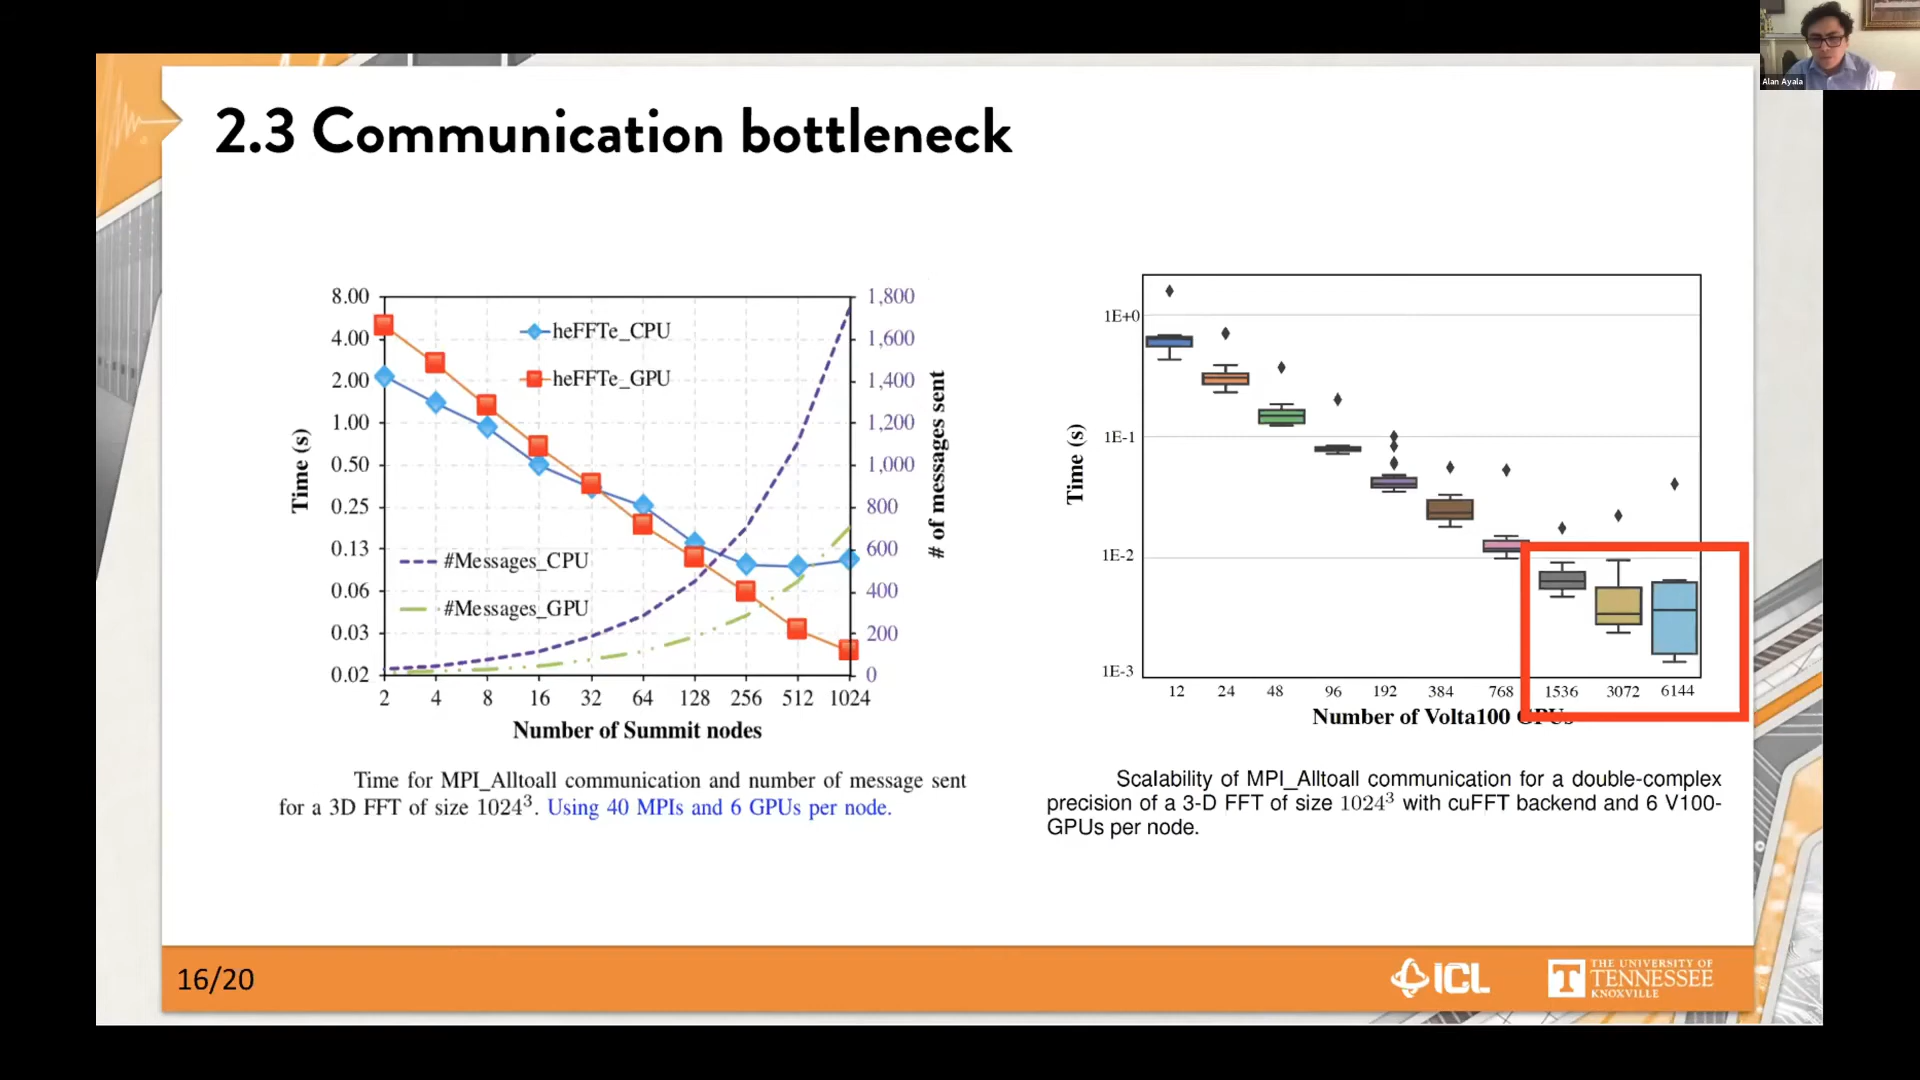 Alan Ayala
2.3 Communication bottleneck
8.00
4.00
2.00
1.00
0.50
0.25
0.13
0.06
0.03
0.02
Time (s)
heFFTe_CPU
heFFTe_GPU
#Messages_CPU
#Messages_GPU
1,800
1,600
1,400
1,200
1,000
800
600
400
200
0
# of messages sent
2 4 8 16 32 64 128 256 512 1024
Number of Summit nodes
Time for MPI_Alltoall communication and number of message sent
for a 3D FFT of size 1024³. Using 40 MPIs and 6 GPUs per node.
1E+0
1E-1
1E-2
1E-3
Time (s)
12 24 48 96 192 384 768 1536 3072 6144
Number of Volta100 GPUs
Scalability of MPI_Alltoall communication for a double-complex
precision of a 3-D FFT of size 1024³ with cuFFT backend and 6 V100-
GPUs per node.
16/20
ICL
T
THE UNIVERSITY OF
TENNESSEE
KNOXVILLE